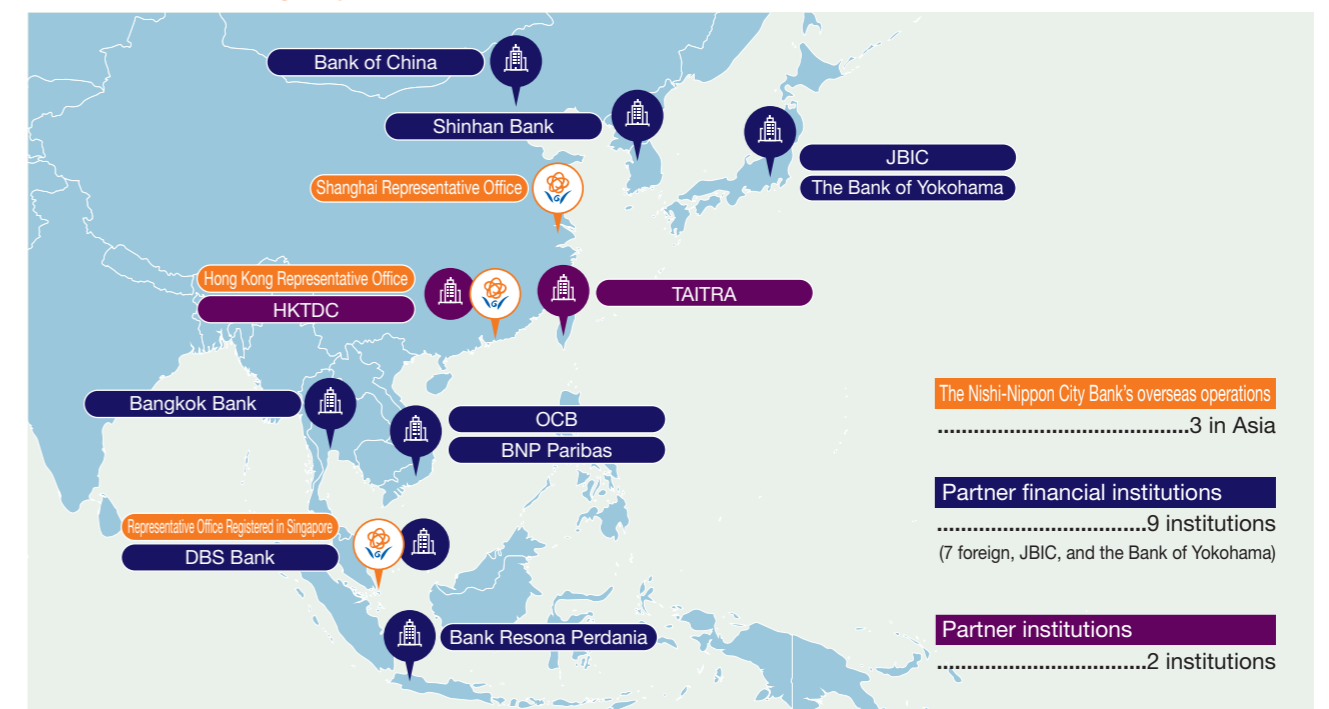 Bank of China
Shinhan Bank
JBIC
The Bank of Yokohama
Shanghai Representative Office
Hong Kong Representative Office
HKTDC
TAITRA
Bangkok Bank
OCB
BNP Paribas
Representative Office Registered in Singapore
DBS Bank
Bank Resona Perdania
The Nishi-Nippon City Bank's overseas operations
..........................................3 in Asia
Partner financial institutions
...................................9 institutions
(7 foreign, JBIC, and the Bank of Yokohama)
Partner institutions
...................................2 institutions